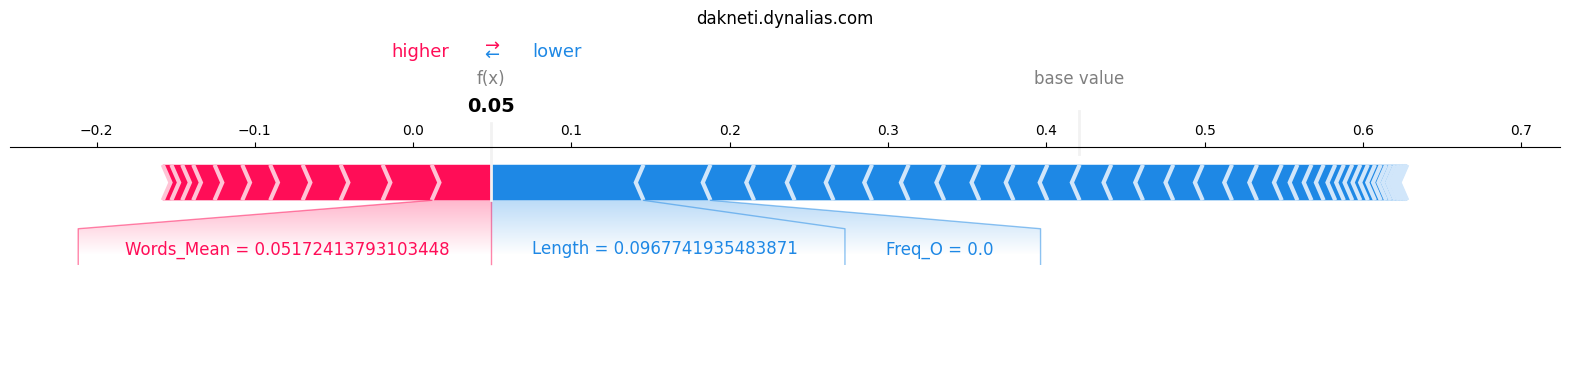 dakneti.dynalias.com
higher ⇄ lower
f(x) base value
0.05
−0.2 −0.1 0.0 0.1 0.2 0.3 0.4 0.5 0.6 0.7
Words_Mean = 0.05172413793103448 Length = 0.0967741935483871 Freq_O = 0.0